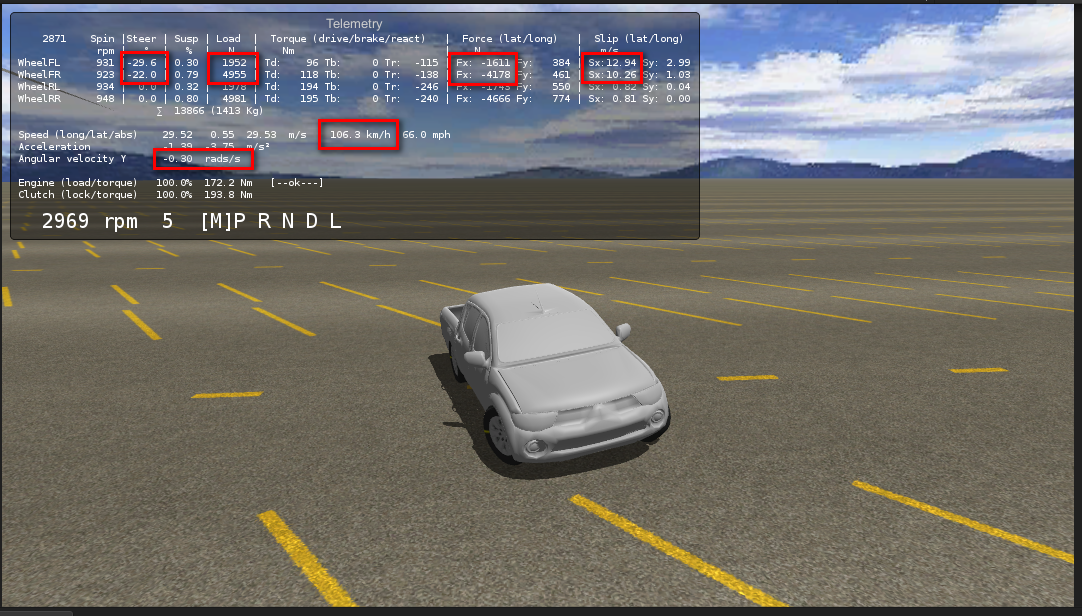 Telemetry
2871 Spin |Steer | Susp | Load | Torque (drive/brake/react) | Force (lat/long) | Slip (lat/long)
rpm | ° | % | N | Nm | N | m/s
WheelFL 931 | -29.6 | 0.30 | 1952 | Td: 96 Tb: 0 Tr: -115 | Fx: -1611 Fy: 384 | Sx:12.94 Sy: 2.99
WheelFR 923 | -22.0 | 0.79 | 4955 | Td: 118 Tb: 0 Tr: -138 | Fx: -4178 Fy: 461 | Sx:10.26 Sy: 1.03
WheelRL 934 | 0.0 | 0.32 | 1978 | Td: 194 Tb: 0 Tr: -246 | Fx: -1745 Fy: 550 | Sx: 0.82 Sy: 0.04
WheelRR 948 | 0.0 | 0.80 | 4981 | Td: 195 Tb: 0 Tr: -240 | Fx: -4666 Fy: 774 | Sx: 0.81 Sy: 0.00
∑ 13866 (1413 Kg)
Speed (long/lat/abs) 29.52 0.55 29.53 m/s 106.3 km/h 66.0 mph
Acceleration -1.39 -3.75 m/s²
Angular velocity Y -0.30 rads/s
Engine (load/torque) 100.0% 172.2 Nm [--ok---]
Clutch (lock/torque) 100.0% 193.8 Nm
2969 rpm 5 [M]P R N D L